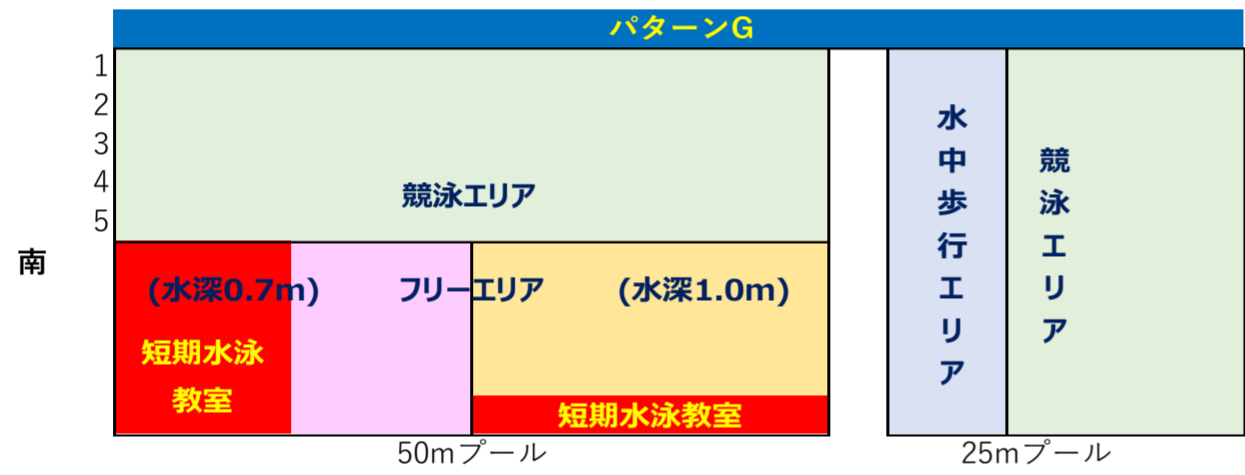 パターンG
1
2
3
4
5
競泳エリア
南
(水深0.7m)
フリーエリア
(水深1.0m)
短期水泳
教室
短期水泳教室
50mプール
水中歩行エリア
競泳エリア
25mプール